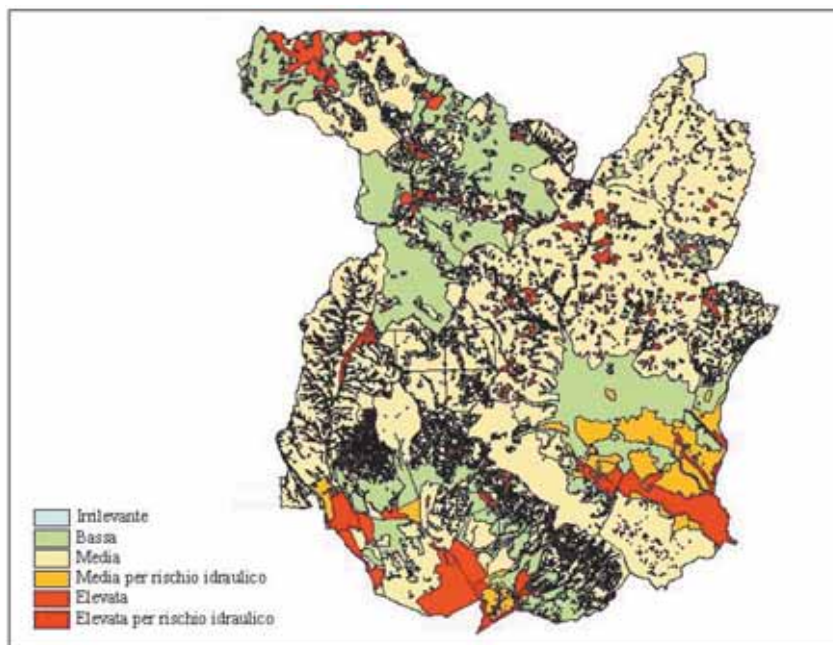 Irrilevante
Bassa
Media
Media per rischio idraulico
Elevata
Elevata per rischio idraulico